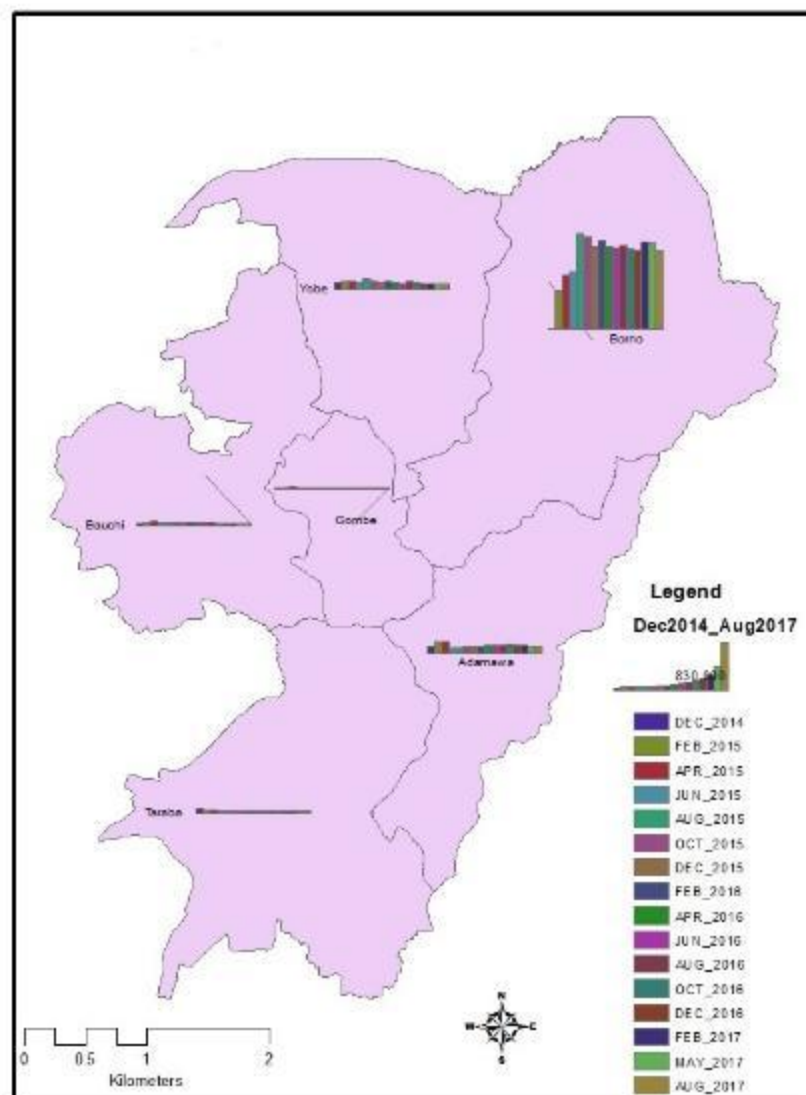 Yobe
Borno
Bauchi
Gombe
Adamawa
Taraba
Legend
Dec2014_Aug2017
DEC_2014
FEB_2015
APR_2015
JUN_2015
AUG_2015
OCT_2015
DEC_2015
FEB_2016
APR_2016
JUN_2016
AUG_2016
OCT_2016
DEC_2016
FEB_2017
MAY_2017
AUG_2017
N
W E
S
0 0.5 1 2
Kilometers